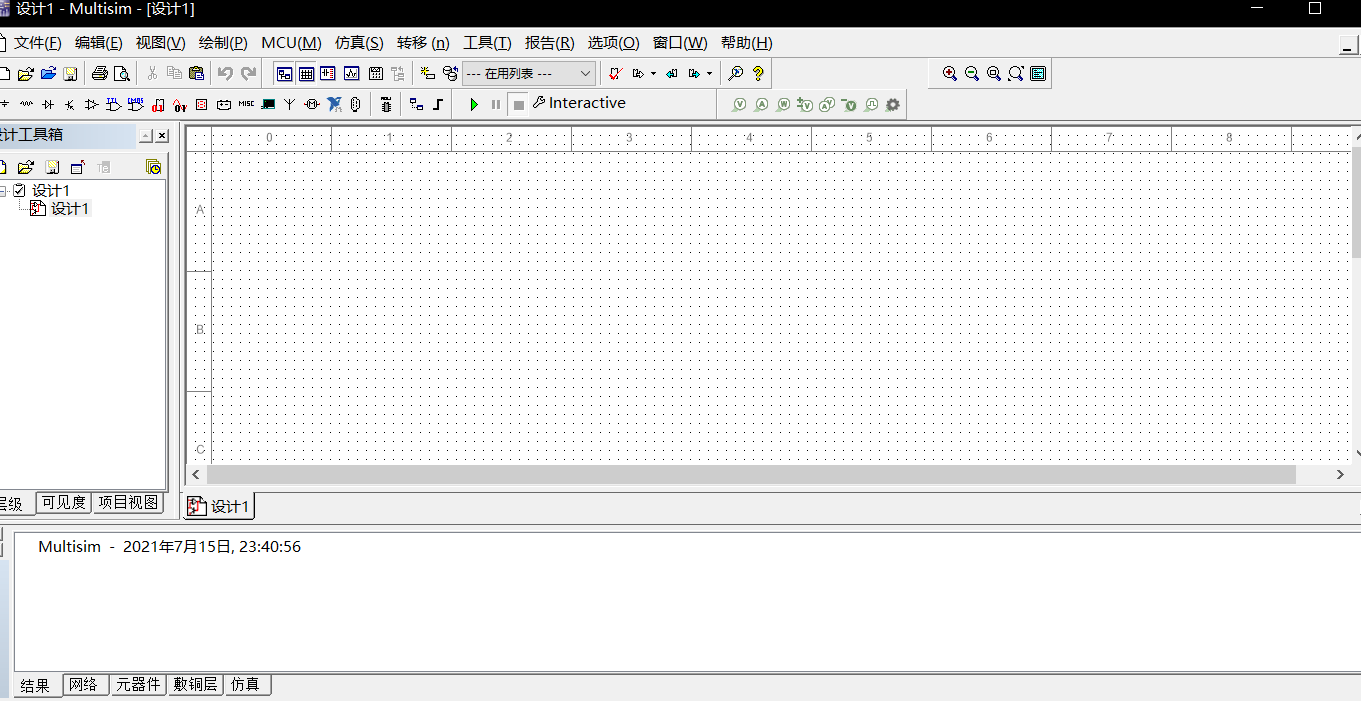 设计1 - Multisim - [设计1]
文件(F) 编辑(E) 视图(V) 绘制(P) MCU(M) 仿真(S) 转移 (n) 工具(T) 报告(R) 选项(O) 窗口(W) 帮助(H)
--- 在用列表 ---
MISC Interactive
计工具箱
0 1 2 3 4 5 6 7 8
设计1
设计1
A
B
C
层级 可见度 项目视图
设计1
Multisim - 2021年7月15日, 23:40:56
结果 网络 元器件 敷铜层 仿真